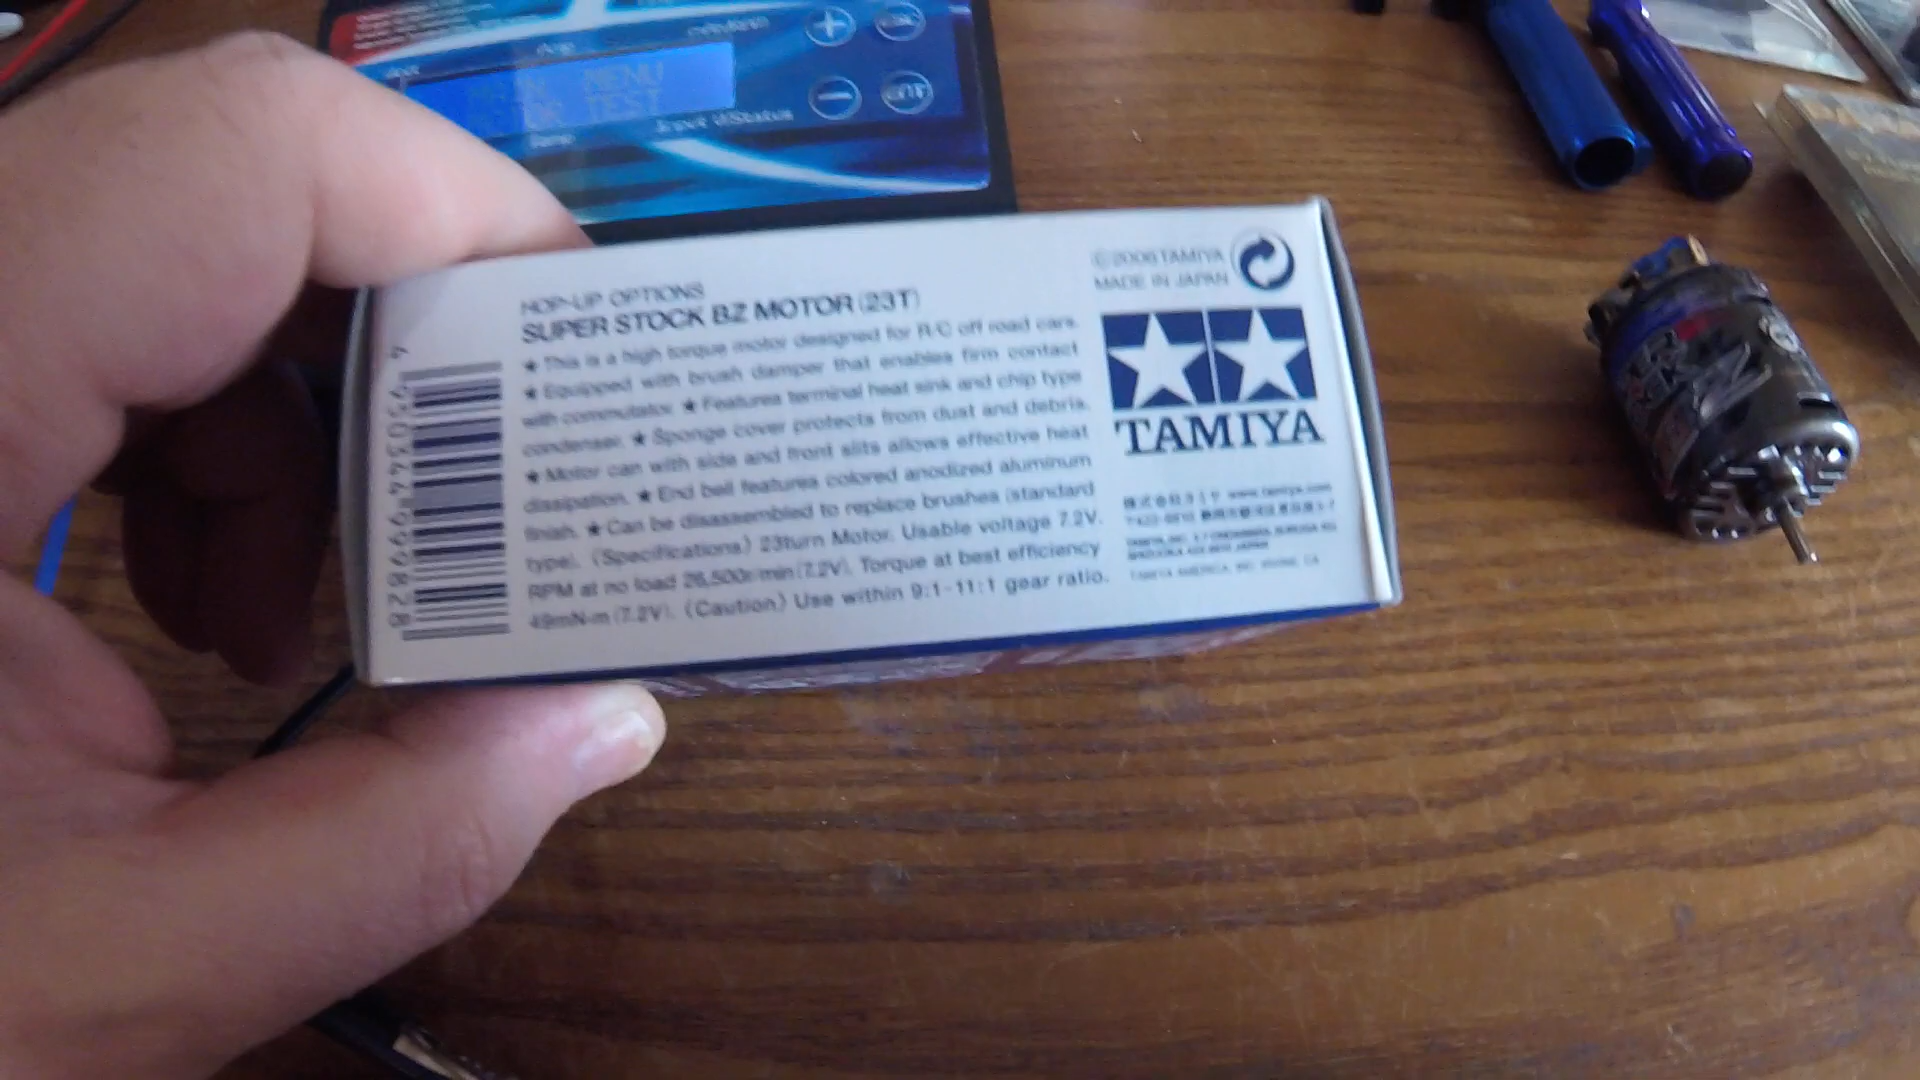 MENU
TEST
Input V/Status
HOP-UP OPTIONS
SUPER STOCK BZ MOTOR (23T)
★ This is a high torque motor designed for R/C off road cars.
★ Equipped with brush damper that enables firm contact
with commutator. ★ Features terminal heat sink and chip type
condenser. ★ Sponge cover protects from dust and debris.
★ Motor can with side and front slits allows effective heat
dissipation. ★ End bell features colored anodized aluminum
finish. ★ Can be disassembled to replace brushes (standard
type). (Specifications) 23turn Motor. Usable voltage 7.2V.
RPM at no load 26,500r/min (7.2V). Torque at best efficiency
49mN·m (7.2V). (Caution) Use within 9:1-11:1 gear ratio.
©2006 TAMIYA
MADE IN JAPAN
TAMIYA
www.tamiya.com
4 950344 999828